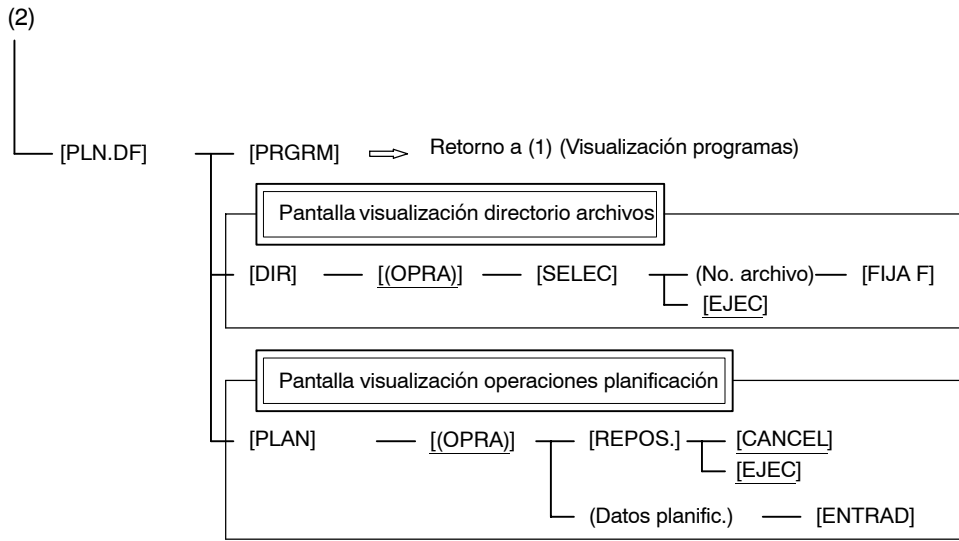 (2)
[PLN.DF] [PRGRM] Retorno a (1) (Visualización programas)
Pantalla visualización directorio archivos
[DIR] [(OPRA)] [SELEC] (No. archivo) [FIJA F]
[EJEC]
Pantalla visualización operaciones planificación
[PLAN] [(OPRA)] [REPOS.] [CANCEL]
[EJEC]
(Datos planific.) [ENTRAD]